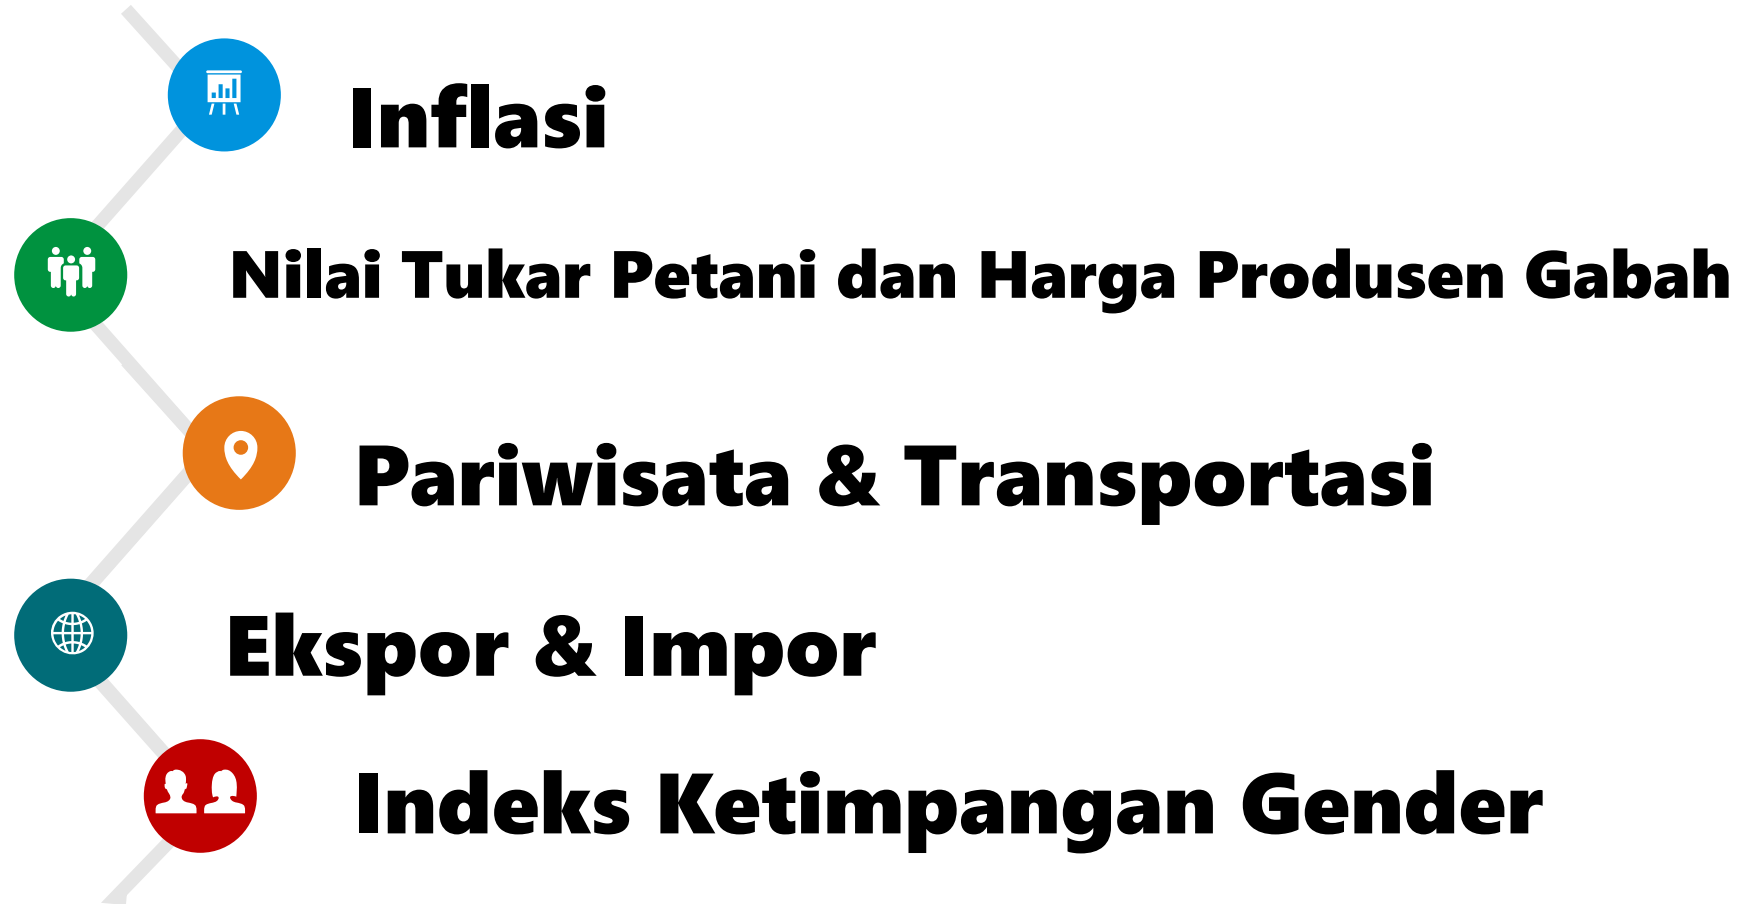 Inflasi
Nilai Tukar Petani dan Harga Produsen Gabah
Pariwisata & Transportasi
Ekspor & Impor
Indeks Ketimpangan Gender